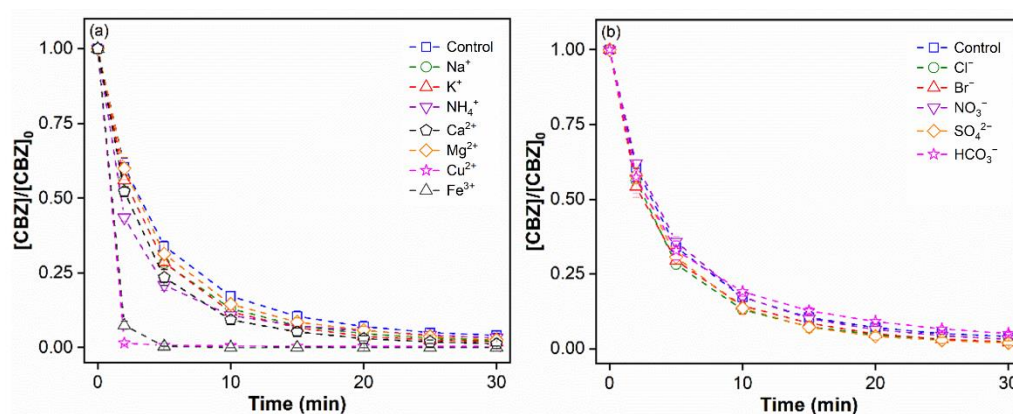 (a)
1.00
0.75
0.50
0.25
0.00
[CBZ]/[CBZ]₀
Control
Na⁺
K⁺
NH₄⁺
Ca²⁺
Mg²⁺
Cu²⁺
Fe³⁺
0
10
20
30
Time (min)
(b)
1.00
0.75
0.50
0.25
0.00
[CBZ]/[CBZ]₀
Control
Cl⁻
Br⁻
NO₃⁻
SO₄²⁻
HCO₃⁻
0
10
20
30
Time (min)